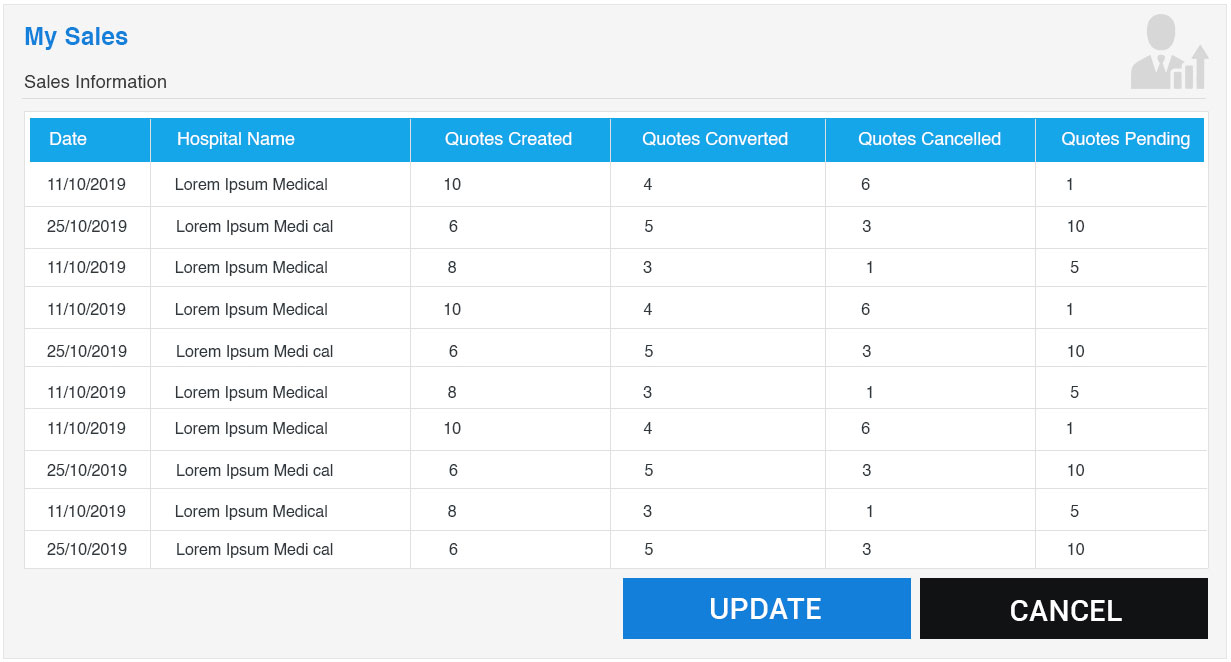 My Sales
Sales Information
Date Hospital Name Quotes Created Quotes Converted Quotes Cancelled Quotes Pending
11/10/2019 Lorem Ipsum Medical 10 4 6 1
25/10/2019 Lorem Ipsum Medi cal 6 5 3 10
11/10/2019 Lorem Ipsum Medical 8 3 1 5
11/10/2019 Lorem Ipsum Medical 10 4 6 1
25/10/2019 Lorem Ipsum Medi cal 6 5 3 10
11/10/2019 Lorem Ipsum Medical 8 3 1 5
11/10/2019 Lorem Ipsum Medical 10 4 6 1
25/10/2019 Lorem Ipsum Medi cal 6 5 3 10
11/10/2019 Lorem Ipsum Medical 8 3 1 5
25/10/2019 Lorem Ipsum Medi cal 6 5 3 10
UPDATE CANCEL